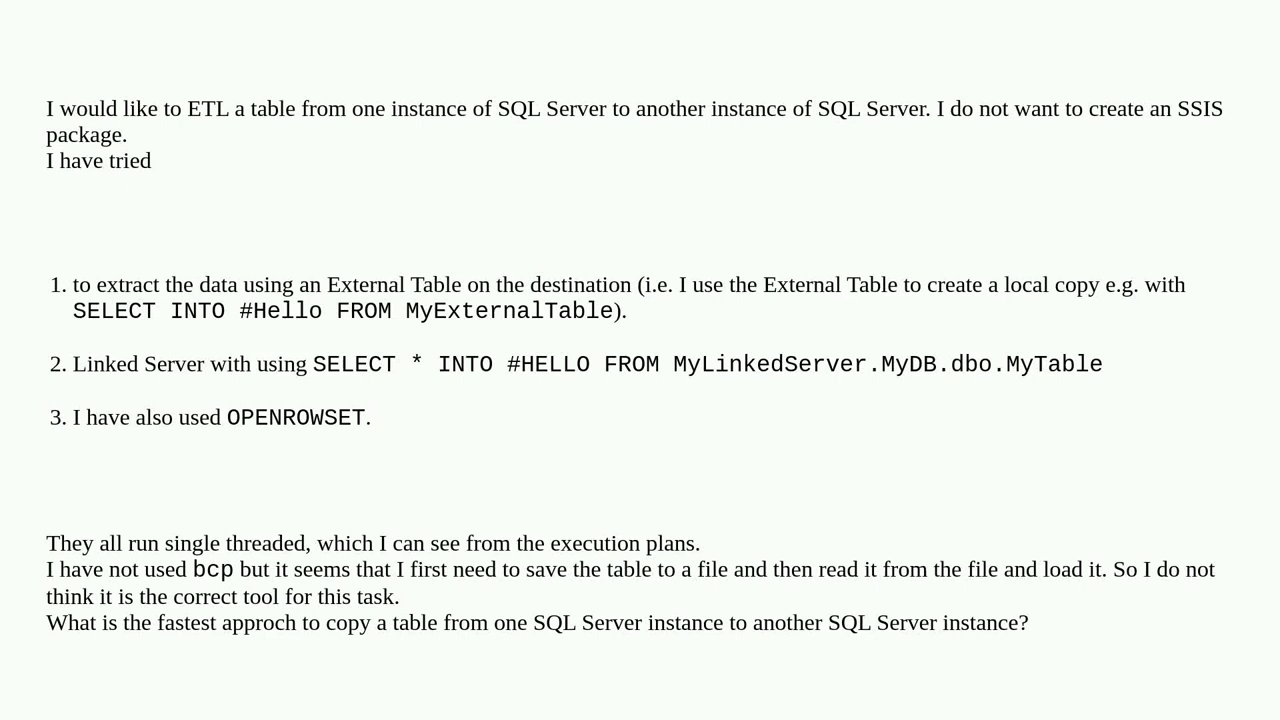 I would like to ETL a table from one instance of SQL Server to another instance of SQL Server. I do not want to create an SSIS
package.
I have tried
1. to extract the data using an External Table on the destination (i.e. I use the External Table to create a local copy e.g. with
SELECT INTO #Hello FROM MyExternalTable).
2. Linked Server with using SELECT * INTO #HELLO FROM MyLinkedServer.MyDB.dbo.MyTable
3. I have also used OPENROWSET.
They all run single threaded, which I can see from the execution plans.
I have not used bcp but it seems that I first need to save the table to a file and then read it from the file and load it. So I do not
think it is the correct tool for this task.
What is the fastest approch to copy a table from one SQL Server instance to another SQL Server instance?